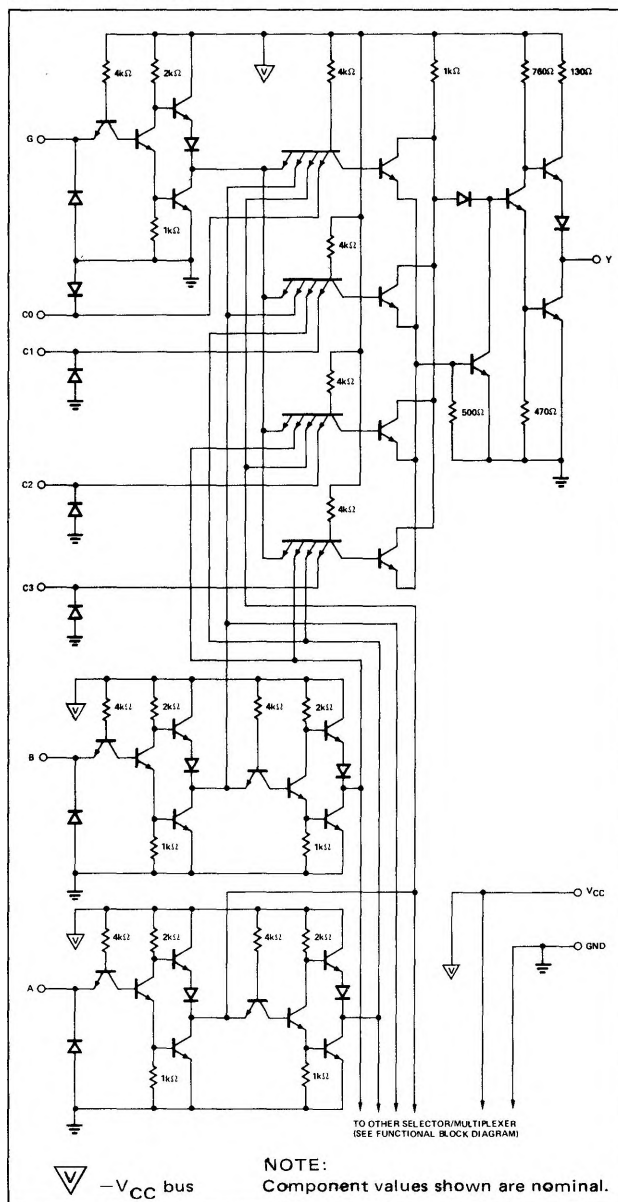 4kΩ 2kΩ V 4kΩ 1kΩ 760Ω 130Ω
G
1kΩ
4kΩ
C0
Y
C1
4kΩ
500Ω 470Ω
C2
4kΩ
C3
V 4kΩ 2kΩ 4kΩ 2kΩ
B
1kΩ 1kΩ
V 4kΩ 2kΩ 4kΩ 2kΩ
VCC
V
GND
A
1kΩ 1kΩ
TO OTHER SELECTOR/MULTIPLEXER
(SEE FUNCTIONAL BLOCK DIAGRAM)
V –VCC bus
NOTE:
Component values shown are nominal.